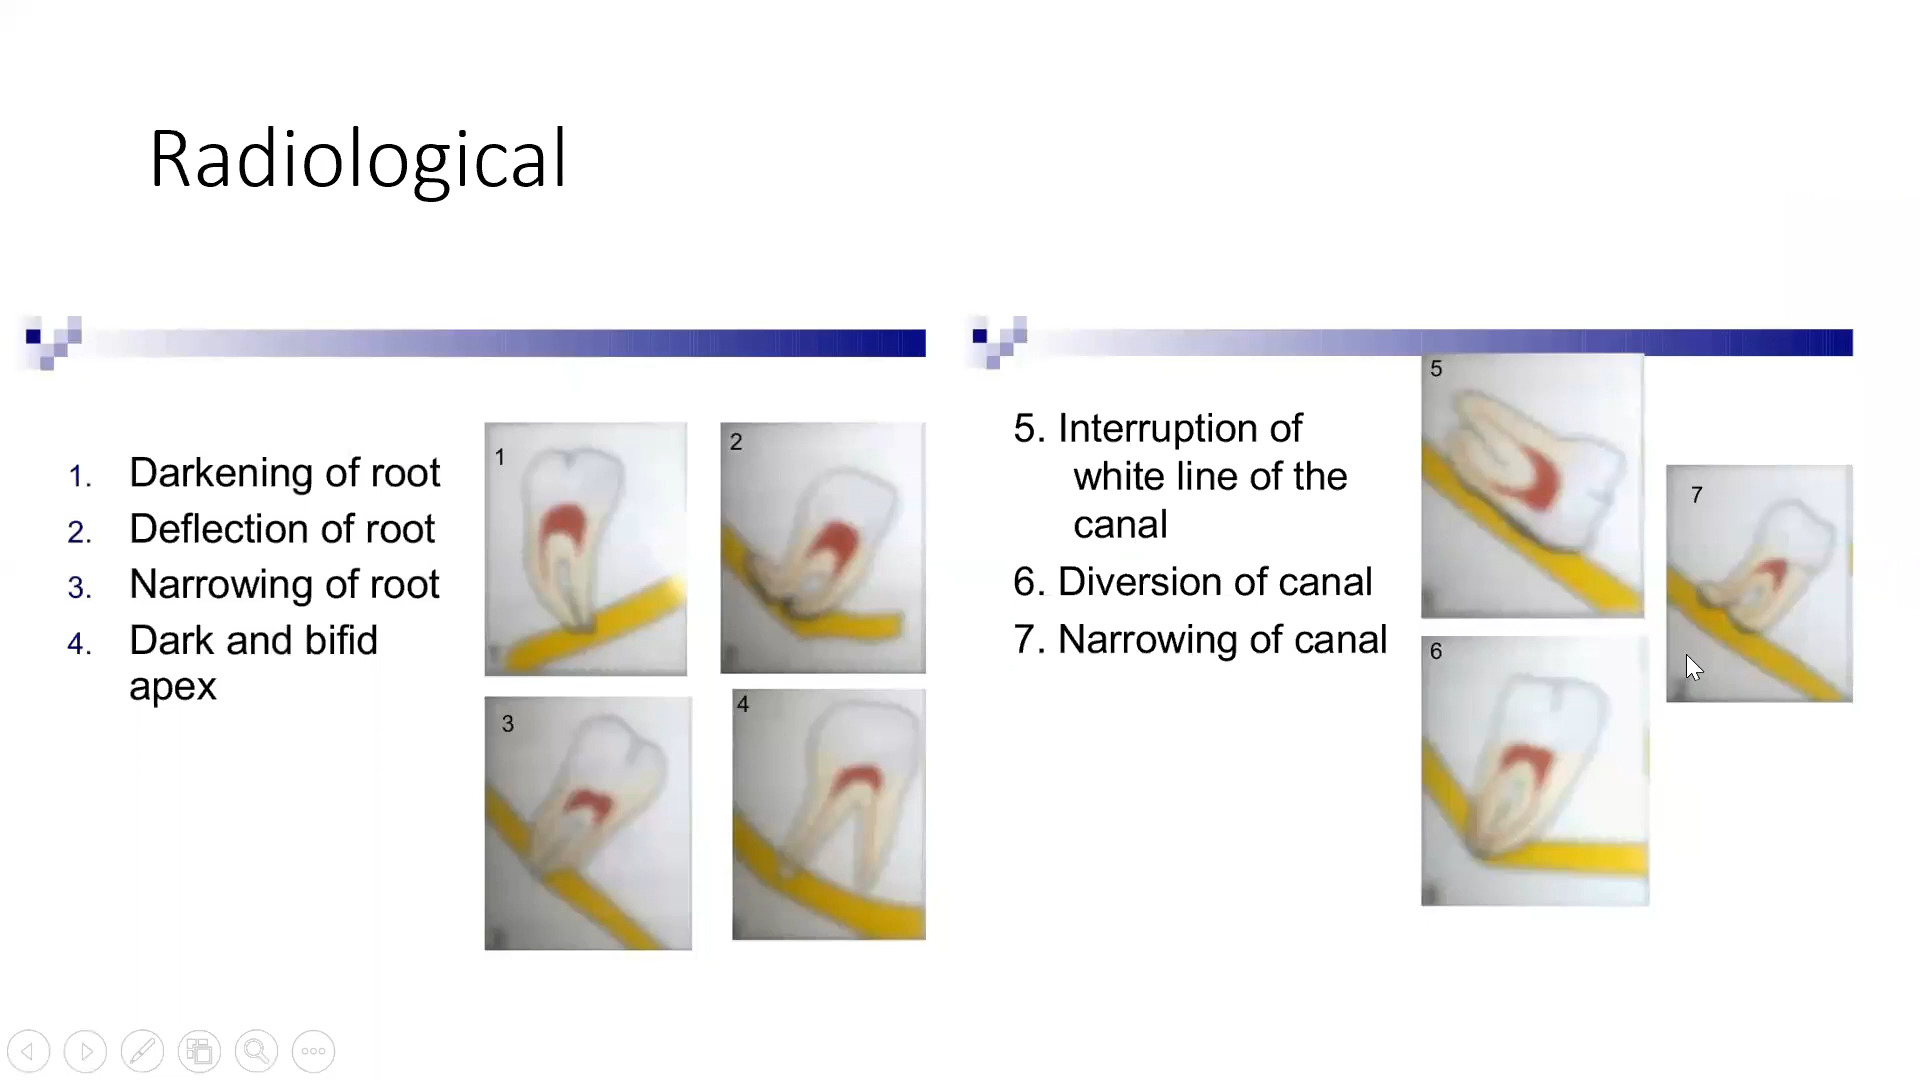 Radiological
1. Darkening of root
2. Deflection of root
3. Narrowing of root
4. Dark and bifid
apex
1
2
3
4
5. Interruption of
white line of the
canal
6. Diversion of canal
7. Narrowing of canal
5
7
6